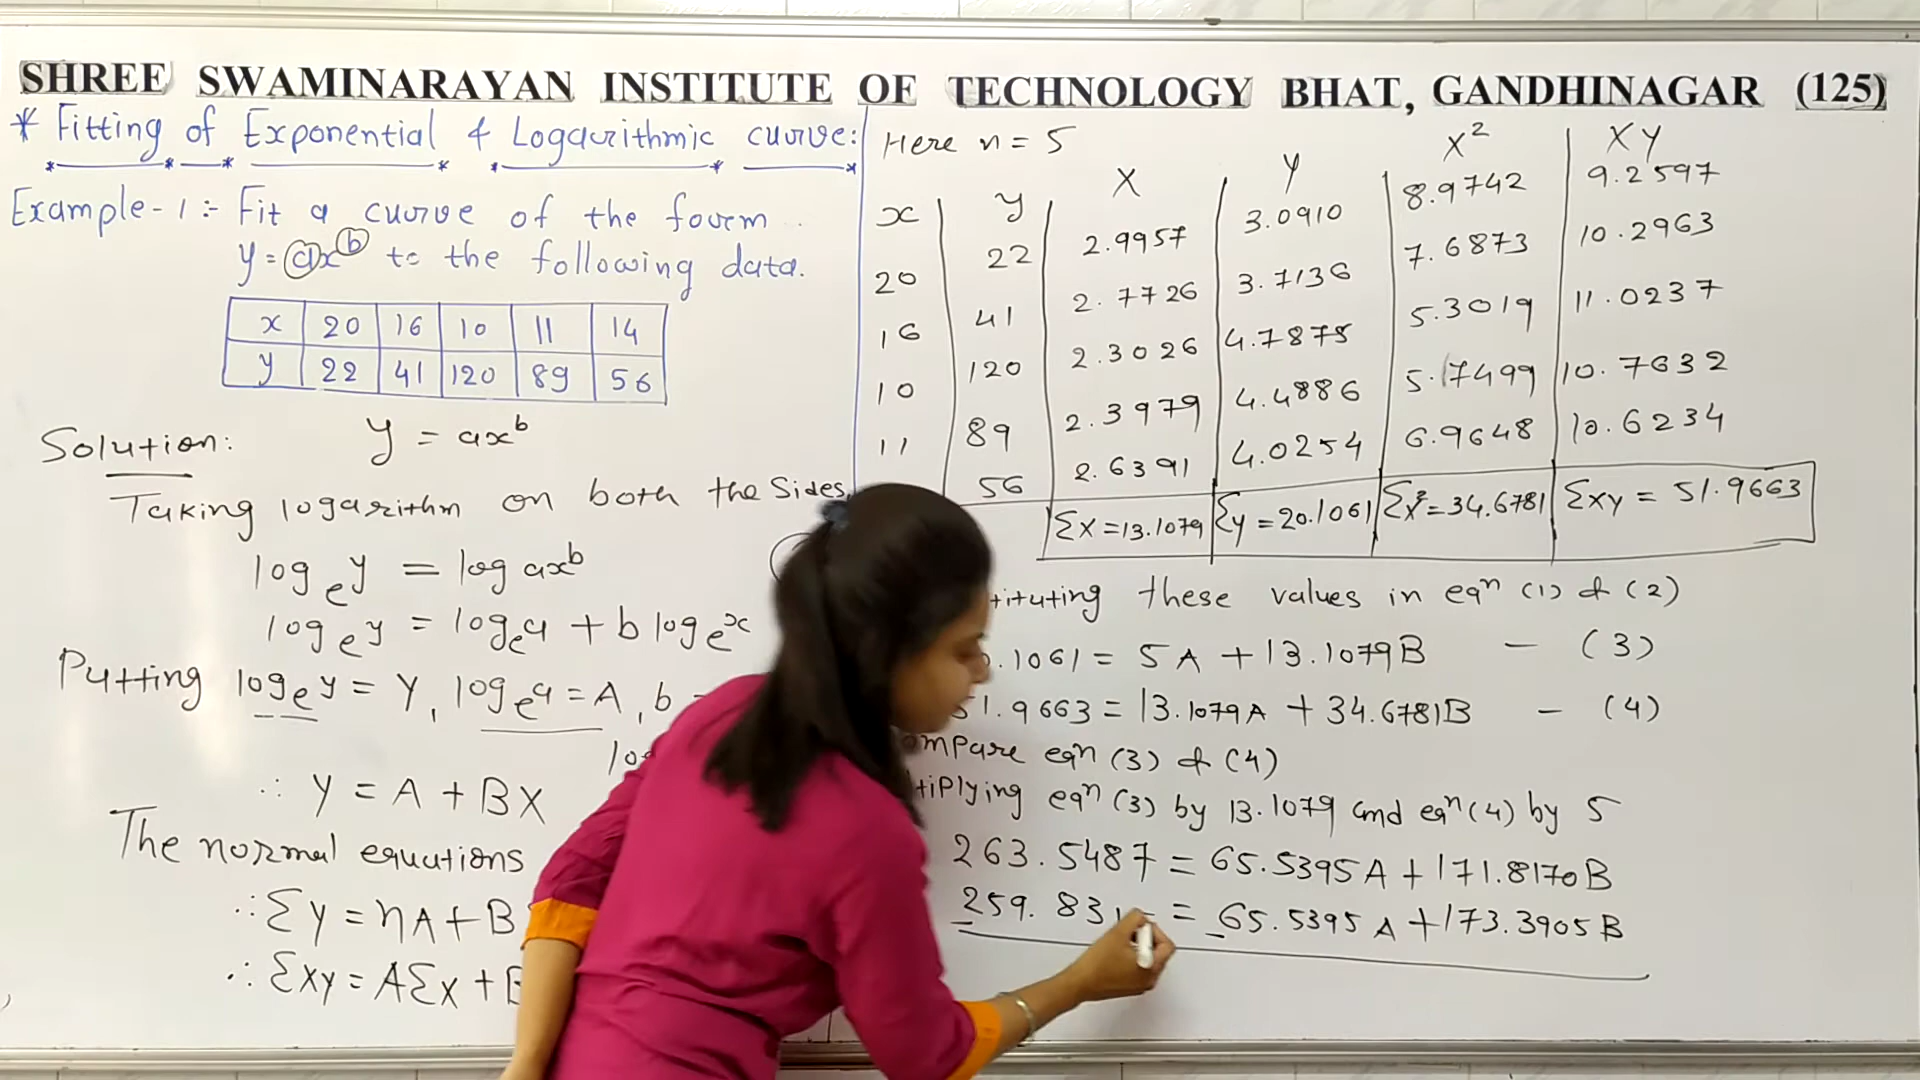 SHREE SWAMINARAYAN INSTITUTE OF TECHNOLOGY BHAT, GANDHINAGAR (125)
* Fitting of Exponential & Logarithmic curve:
Example-1:- Fit a curve of the form
y = ax^b to the following data.
x 20 16 10 11 14
y 22 41 120 89 56
Solution: y = ax^b
Taking logarithm on both the sides,
log_e y = log ax^b
log_e y = log_e a + b log_e x
Putting log_e y = Y, log_e a = A, b
∴ Y = A + BX
The normal equations
∴ Σy = nA + B
∴ Σxy = AΣx +
Here n = 5
x y X Y X² XY
20 22 2.9957 3.0910 8.9742 9.2597
16 41 2.7726 3.7136 7.6873 10.2963
10 120 2.3026 4.7875 5.3019 11.0237
11 89 2.3979 4.4886 5.7499 10.7632
56 2.6391 4.0254 6.9648 10.6234
Σx = 13.1079 Σy = 20.1061 Σx² = 34.6781 Σxy = 51.9663
tituting these values in eqn (1) & (2)
.1061 = 5A + 13.1079B - (3)
51.9663 = 13.1079A + 34.6781B - (4)
ompare eqn (3) & (4)
tiplying eqn (3) by 13.1079 and eqn (4) by 5
263.5487 = 65.5395A + 171.8170B
259.83 = 65.5395A + 173.3905B